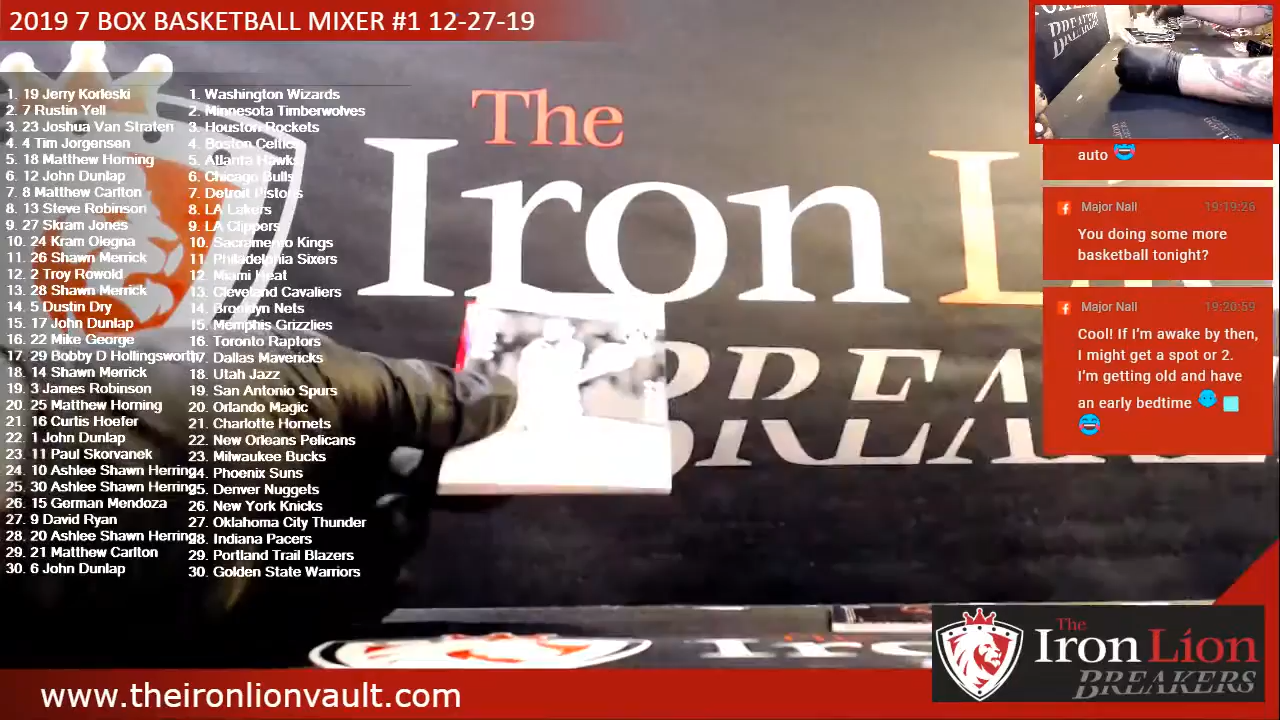 2019 7 BOX BASKETBALL MIXER #1 12-27-19
1. 19 Jerry Korleski
2. 7 Rustin Yell
3. 23 Joshua Van Straten
4. 4 Tim Jorgensen
5. 18 Matthew Horning
6. 12 John Dunlap
7. 8 Matthew Carlton
8. 13 Steve Robinson
9. 27 Skram Jones
10. 24 Kram Olegna
11. 26 Shawn Merrick
12. 2 Troy Rowold
13. 28 Shawn Merrick
14. 5 Dustin Dry
15. 17 John Dunlap
16. 22 Mike George
17. 29 Bobby D Hollingsworth
18. 14 Shawn Merrick
19. 3 James Robinson
20. 25 Matthew Horning
21. 16 Curtis Hoefer
22. 1 John Dunlap
23. 11 Paul Skorvanek
24. 10 Ashlee Shawn Herring
25. 30 Ashlee Shawn Herring
26. 15 German Mendoza
27. 9 David Ryan
28. 20 Ashlee Shawn Herring
29. 21 Matthew Carlton
30. 6 John Dunlap
1. Washington Wizards
2. Minnesota Timberwolves
3. Houston Rockets
4. Boston Celtics
5. Atlanta Hawks
6. Chicago Bulls
7. Detroit Pistons
8. LA Lakers
9. LA Clippers
10. Sacramento Kings
11. Philadelphia Sixers
12. Miami Heat
13. Cleveland Cavaliers
14. Brooklyn Nets
15. Memphis Grizzlies
16. Toronto Raptors
17. Dallas Mavericks
18. Utah Jazz
19. San Antonio Spurs
20. Orlando Magic
21. Charlotte Hornets
22. New Orleans Pelicans
23. Milwaukee Bucks
24. Phoenix Suns
25. Denver Nuggets
26. New York Knicks
27. Oklahoma City Thunder
28. Indiana Pacers
29. Portland Trail Blazers
30. Golden State Warriors
The
Iron L
BREA
BREAKERS
auto
Major Nall 19:19:26
You doing some more
basketball tonight?
Major Nall 19:20:59
Cool! If I'm awake by then,
I might get a spot or 2.
I'm getting old and have
an early bedtime
The
Iron Lion
BREAKERS
www.theironlionvault.com